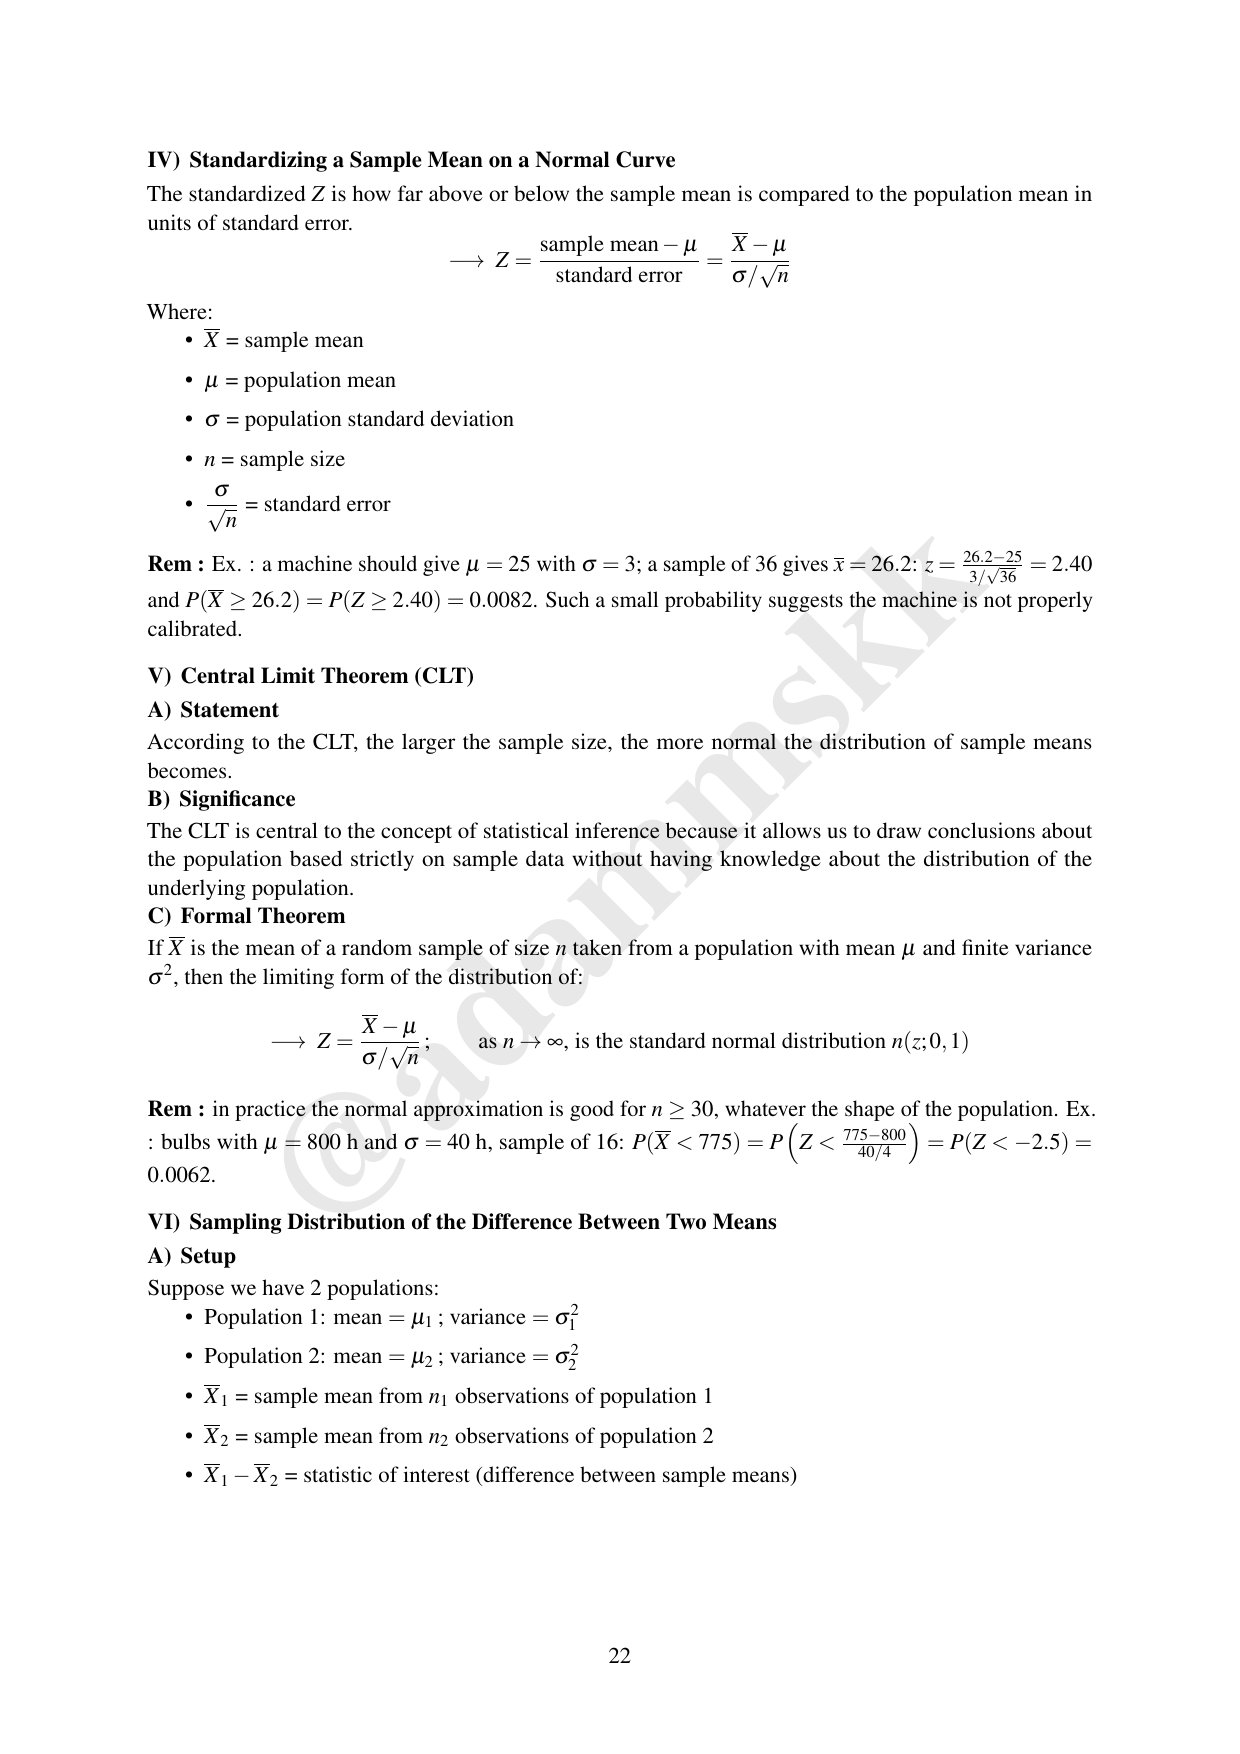 IV) Standardizing a Sample Mean on a Normal Curve
The standardized Z is how far above or below the sample mean is compared to the population mean in
units of standard error.
⟶ Z = (sample mean − μ)/(standard error) = (X̅ − μ)/(σ/√n)
Where:
• X̅ = sample mean
• μ = population mean
• σ = population standard deviation
• n = sample size
• σ/√n = standard error
Rem : Ex. : a machine should give μ = 25 with σ = 3; a sample of 36 gives x̅ = 26.2: z = (26.2−25)/(3/√36) = 2.40
and P(X̅ ≥ 26.2) = P(Z ≥ 2.40) = 0.0082. Such a small probability suggests the machine is not properly
calibrated.
V) Central Limit Theorem (CLT)
A) Statement
According to the CLT, the larger the sample size, the more normal the distribution of sample means
becomes.
B) Significance
The CLT is central to the concept of statistical inference because it allows us to draw conclusions about
the population based strictly on sample data without having knowledge about the distribution of the
underlying population.
C) Formal Theorem
If X̅ is the mean of a random sample of size n taken from a population with mean μ and finite variance
σ², then the limiting form of the distribution of:
⟶ Z = (X̅ − μ)/(σ/√n) ; as n → ∞, is the standard normal distribution n(z;0,1)
Rem : in practice the normal approximation is good for n ≥ 30, whatever the shape of the population. Ex.
: bulbs with μ = 800 h and σ = 40 h, sample of 16: P(X̅ < 775) = P(Z < (775−800)/(40/4)) = P(Z < −2.5) =
0.0062.
VI) Sampling Distribution of the Difference Between Two Means
A) Setup
Suppose we have 2 populations:
• Population 1: mean = μ₁ ; variance = σ₁²
• Population 2: mean = μ₂ ; variance = σ₂²
• X̅₁ = sample mean from n₁ observations of population 1
• X̅₂ = sample mean from n₂ observations of population 2
• X̅₁ − X̅₂ = statistic of interest (difference between sample means)
22
@adammskk